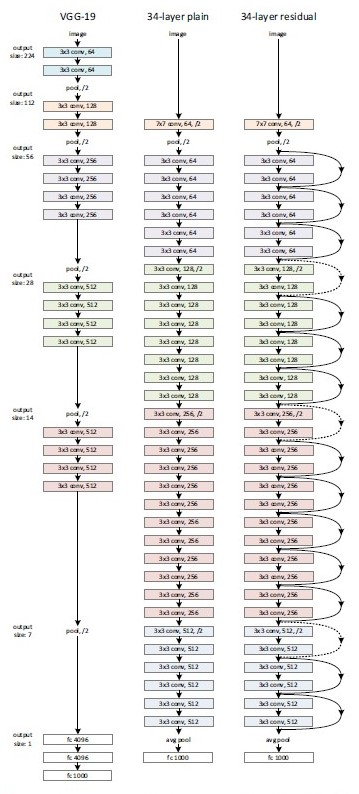 output
size: 224
output
size: 112
output
size: 56
output
size: 28
output
size: 14
output
size: 7
output
size: 1
VGG-19
image
3x3 conv, 64
3x3 conv, 64
pool, /2
3x3 conv, 128
3x3 conv, 128
pool, /2
3x3 conv, 256
3x3 conv, 256
3x3 conv, 256
3x3 conv, 256
pool, /2
3x3 conv, 512
3x3 conv, 512
3x3 conv, 512
3x3 conv, 512
pool, /2
3x3 conv, 512
3x3 conv, 512
3x3 conv, 512
3x3 conv, 512
pool, /2
fc 4096
fc 4096
fc 1000
34-layer plain
image
7x7 conv, 64, /2
pool, /2
3x3 conv, 64
3x3 conv, 64
3x3 conv, 64
3x3 conv, 64
3x3 conv, 64
3x3 conv, 64
3x3 conv, 128, /2
3x3 conv, 128
3x3 conv, 128
3x3 conv, 128
3x3 conv, 128
3x3 conv, 128
3x3 conv, 128
3x3 conv, 128
3x3 conv, 256, /2
3x3 conv, 256
3x3 conv, 256
3x3 conv, 256
3x3 conv, 256
3x3 conv, 256
3x3 conv, 256
3x3 conv, 256
3x3 conv, 256
3x3 conv, 256
3x3 conv, 256
3x3 conv, 256
3x3 conv, 512, /2
3x3 conv, 512
3x3 conv, 512
3x3 conv, 512
3x3 conv, 512
3x3 conv, 512
avg pool
fc 1000
34-layer residual
image
7x7 conv, 64, /2
pool, /2
3x3 conv, 64
3x3 conv, 64
3x3 conv, 64
3x3 conv, 64
3x3 conv, 64
3x3 conv, 64
3x3 conv, 128, /2
3x3 conv, 128
3x3 conv, 128
3x3 conv, 128
3x3 conv, 128
3x3 conv, 128
3x3 conv, 128
3x3 conv, 128
3x3 conv, 256, /2
3x3 conv, 256
3x3 conv, 256
3x3 conv, 256
3x3 conv, 256
3x3 conv, 256
3x3 conv, 256
3x3 conv, 256
3x3 conv, 256
3x3 conv, 256
3x3 conv, 256
3x3 conv, 256
3x3 conv, 512, /2
3x3 conv, 512
3x3 conv, 512
3x3 conv, 512
3x3 conv, 512
3x3 conv, 512
avg pool
fc 1000